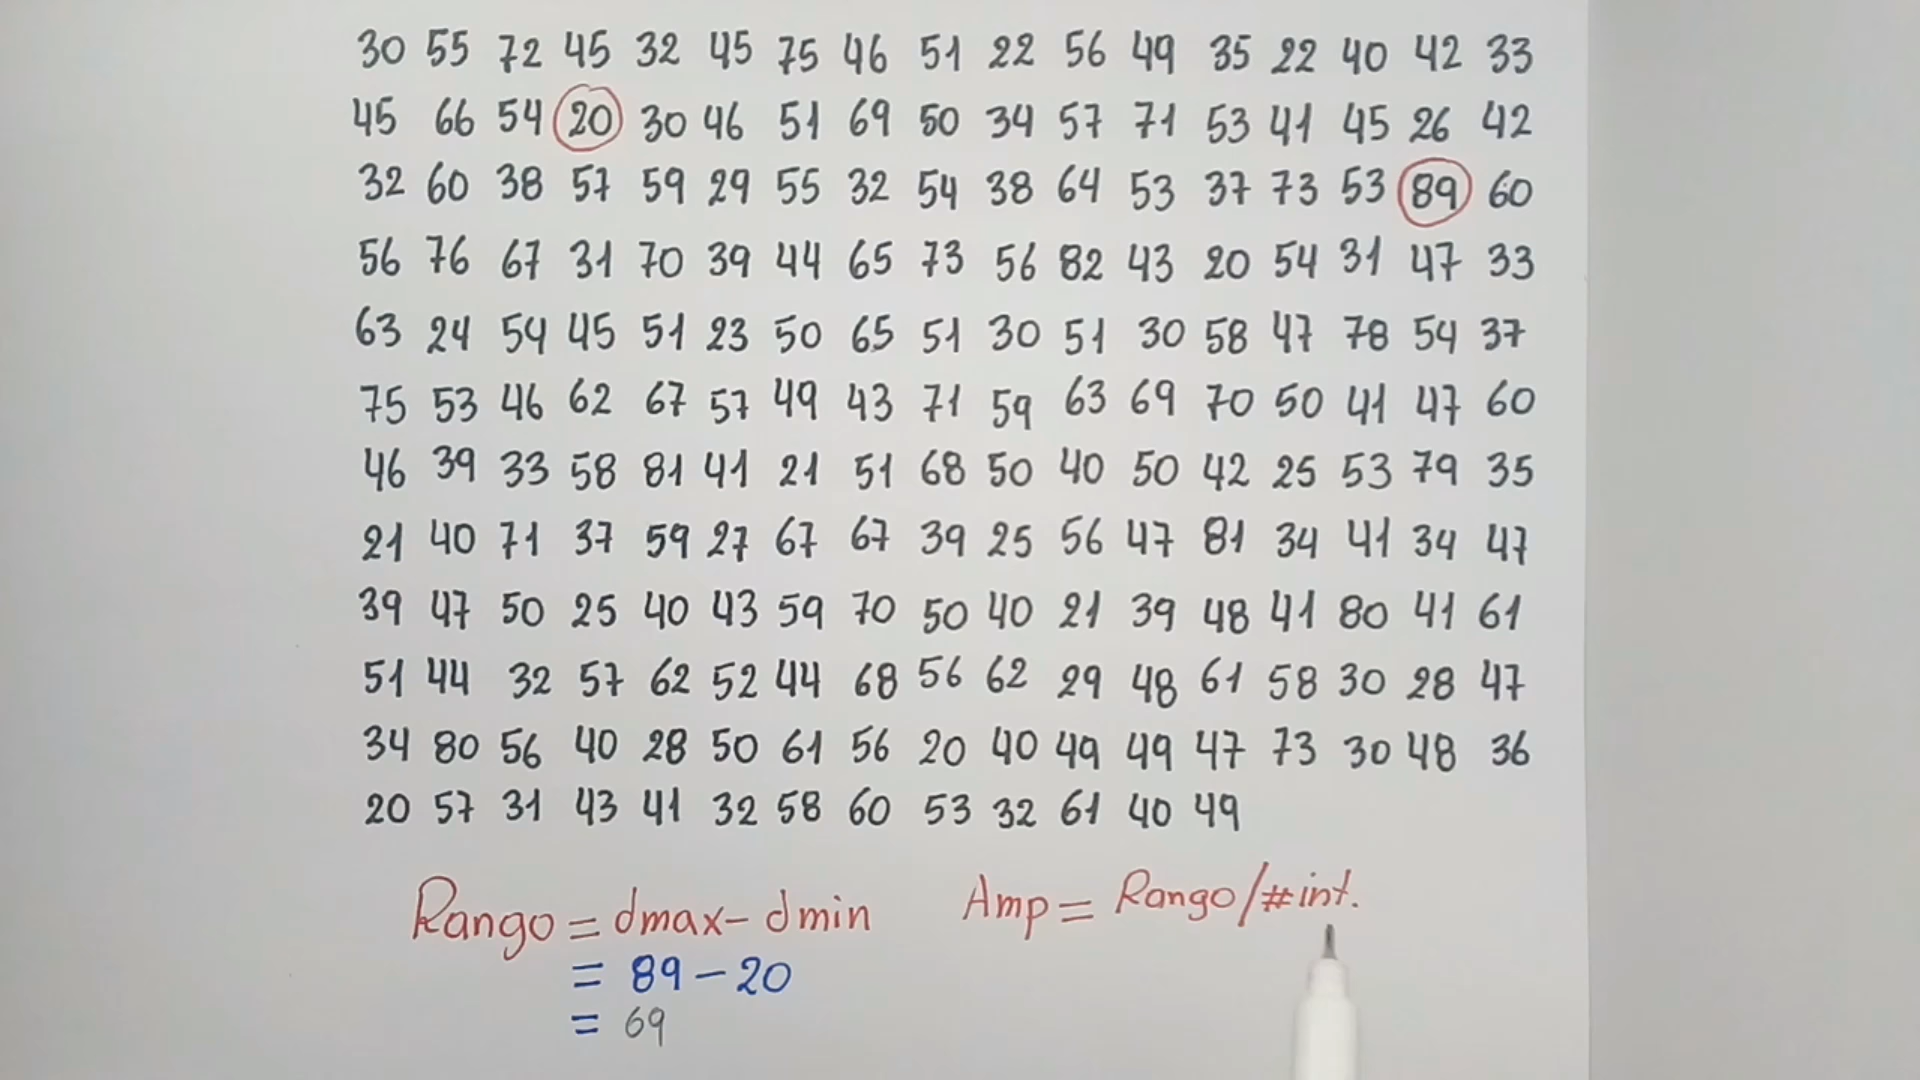 30 55 72 45 32 45 75 46 51 22 56 49 35 22 40 42 33
45 66 54 20 30 46 51 69 50 34 57 71 53 41 45 26 42
32 60 38 57 59 29 55 32 54 38 64 53 37 73 53 89 60
56 76 67 31 70 39 44 65 73 56 82 43 20 54 31 47 33
63 24 54 45 51 23 50 65 51 30 51 30 58 47 78 54 37
75 53 46 62 67 57 49 43 71 59 63 69 70 50 41 47 60
46 39 33 58 81 41 21 51 68 50 40 50 42 25 53 79 35
21 40 71 37 59 27 67 67 39 25 56 47 81 34 41 34 47
39 47 50 25 40 43 59 70 50 40 21 39 48 41 80 41 61
51 44 32 57 62 52 44 68 56 62 29 48 61 58 30 28 47
34 80 56 40 28 50 61 56 20 40 49 49 47 73 30 48 36
20 57 31 43 41 32 58 60 53 32 61 40 49
Rango = dmax - dmin Amp = Rango/#int.
= 89 - 20
= 69